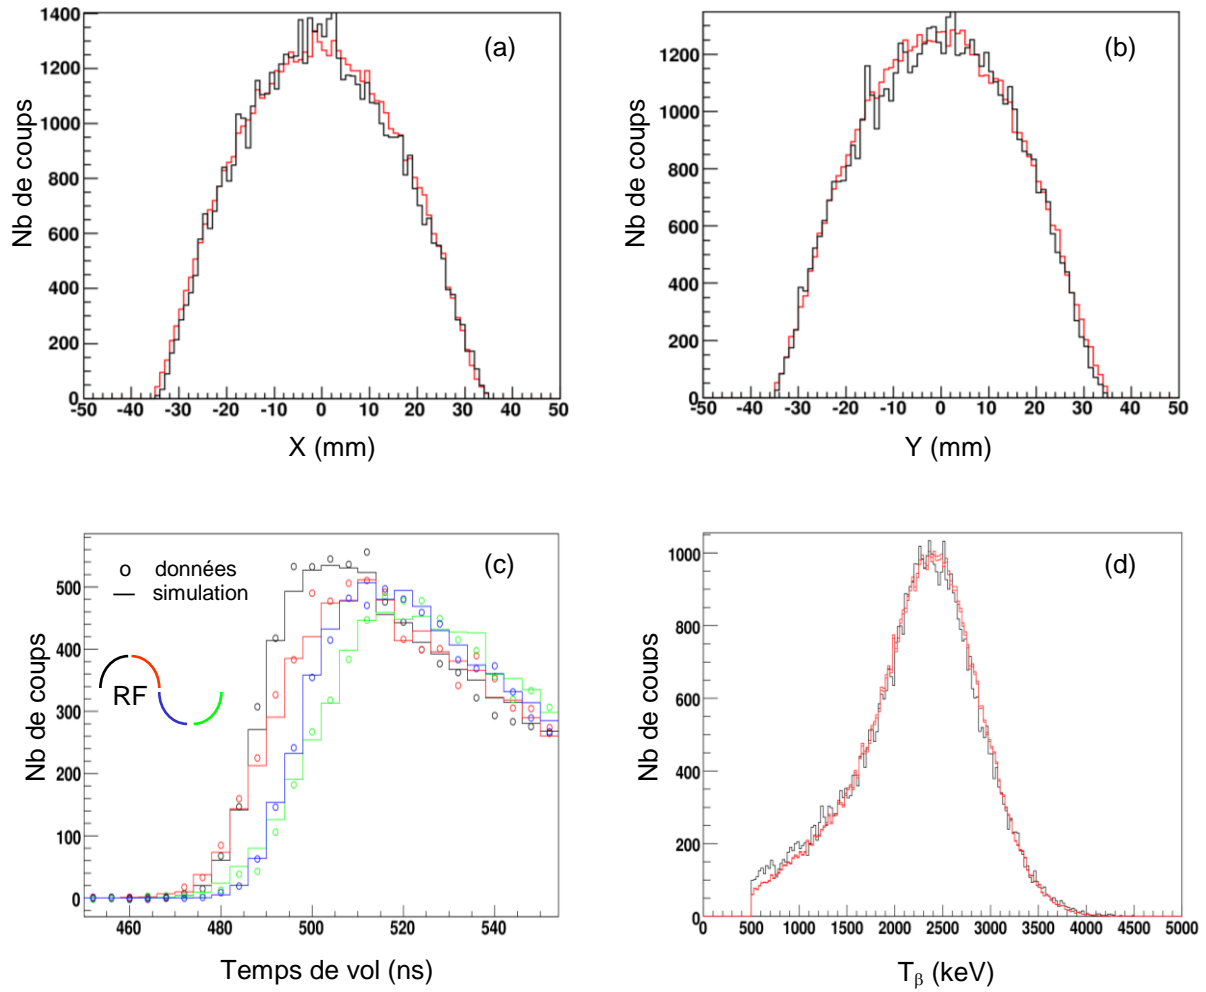 (a)
Nb de coups
1400
1200
1000
800
600
400
200
0
-50 -40 -30 -20 -10 0 10 20 30 40 50
X (mm)
(b)
Nb de coups
1200
1000
800
600
400
200
0
-50 -40 -30 -20 -10 0 10 20 30 40 50
Y (mm)
(c)
o données
— simulation
RF
Nb de coups
500
400
300
200
100
0
460 480 500 520 540
Temps de vol (ns)
(d)
Nb de coups
1000
800
600
400
200
0
0 500 1000 1500 2000 2500 3000 3500 4000 4500 5000
Tβ (keV)